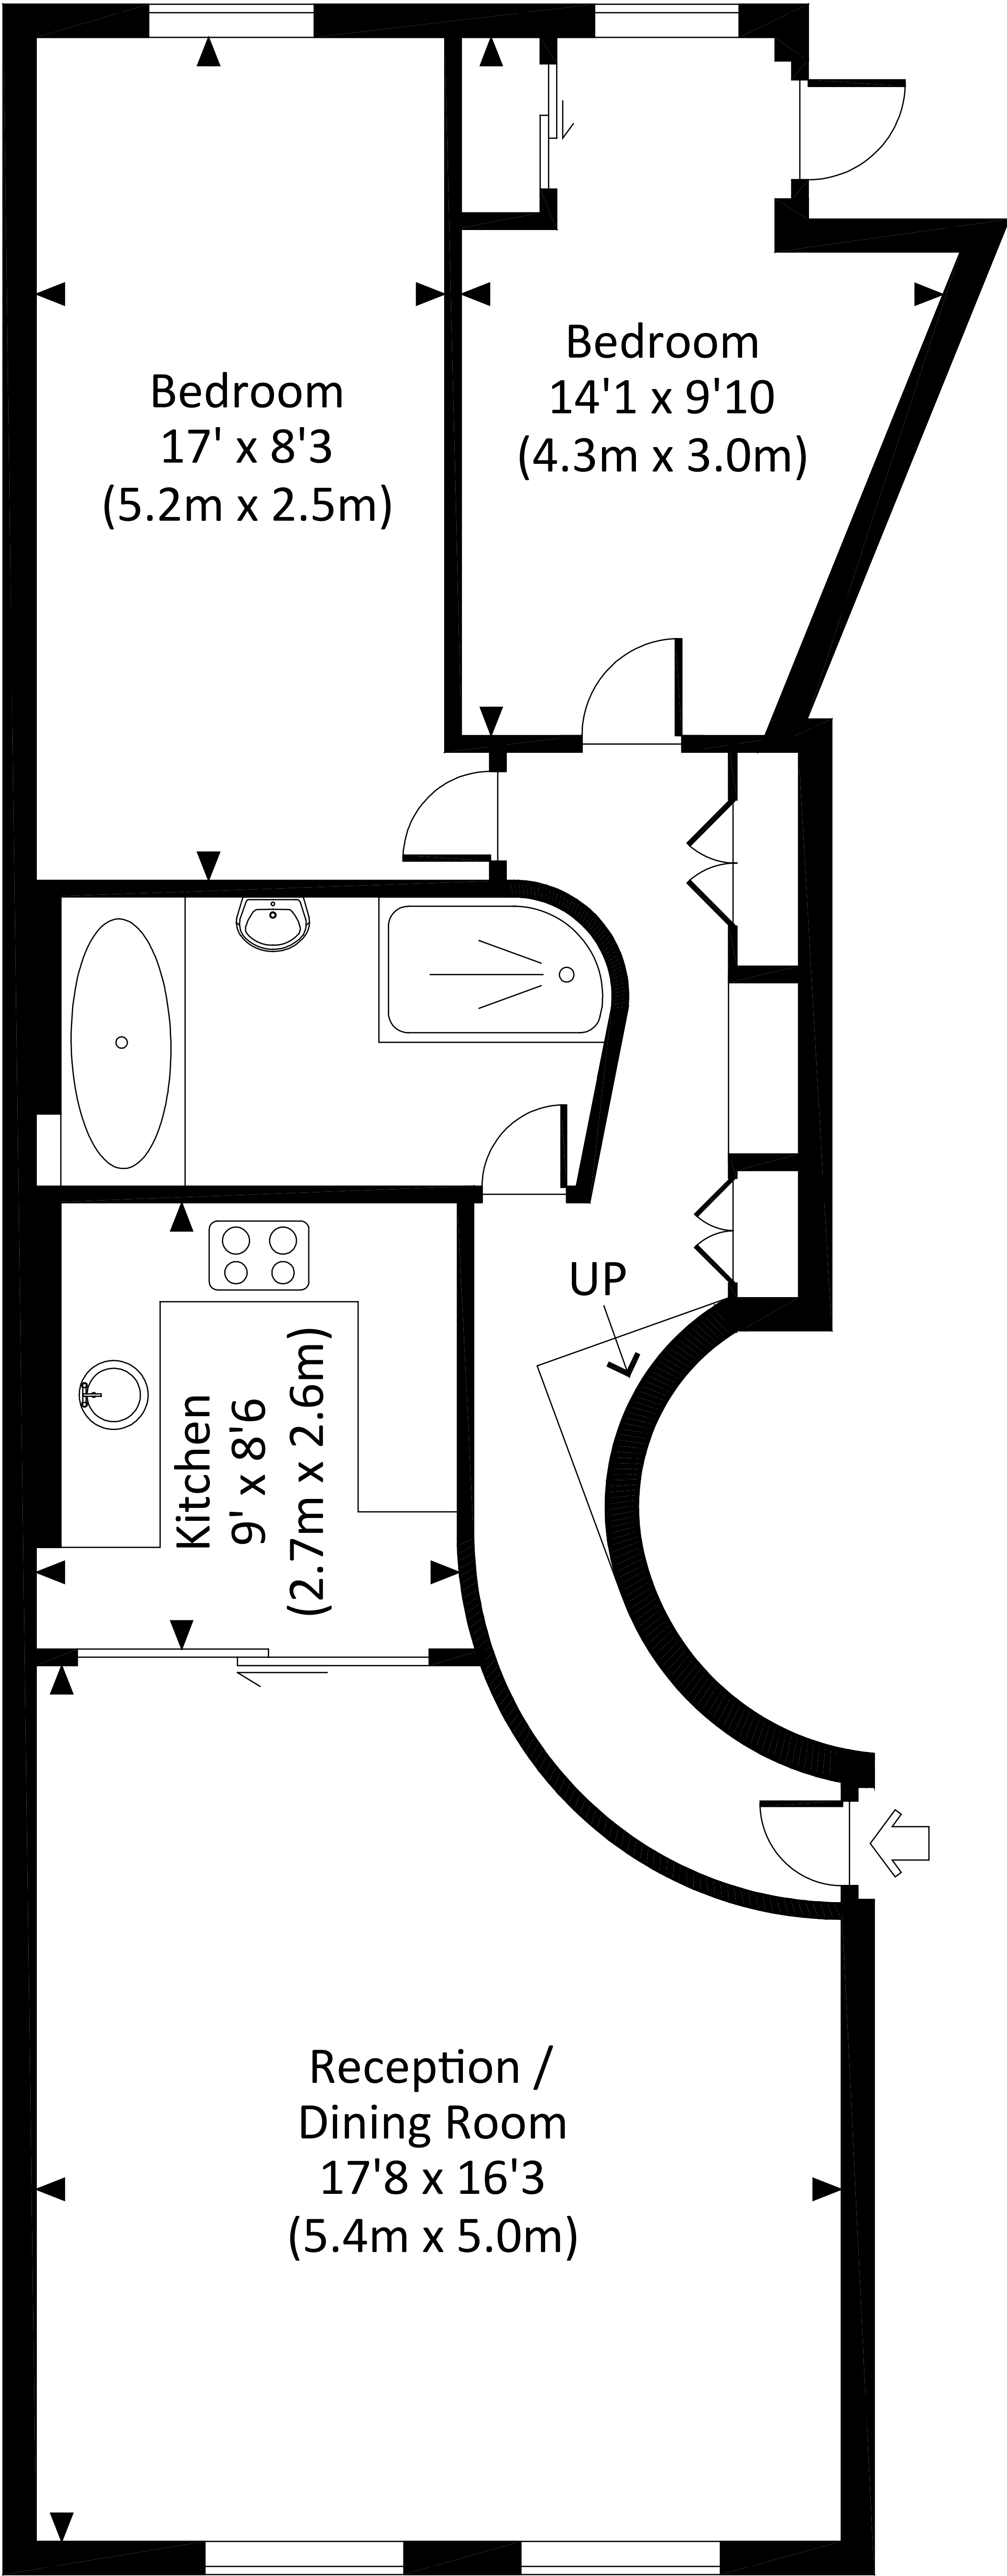 Bedroom
17' x 8'3
(5.2m x 2.5m)
Bedroom
14'1 x 9'10
(4.3m x 3.0m)
UP
Kitchen
9' x 8'6
(2.7m x 2.6m)
Reception /
Dining Room
17'8 x 16'3
(5.4m x 5.0m)